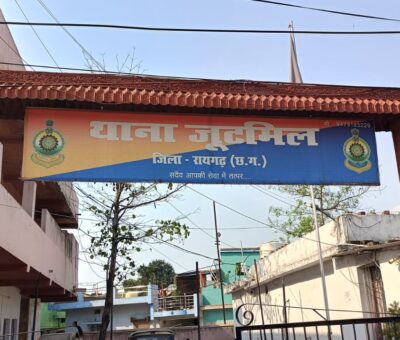 थाना जूटमिल
जिला - रायगढ़ (छ.ग.)
सदैव आपकी सेवा में तत्पर....